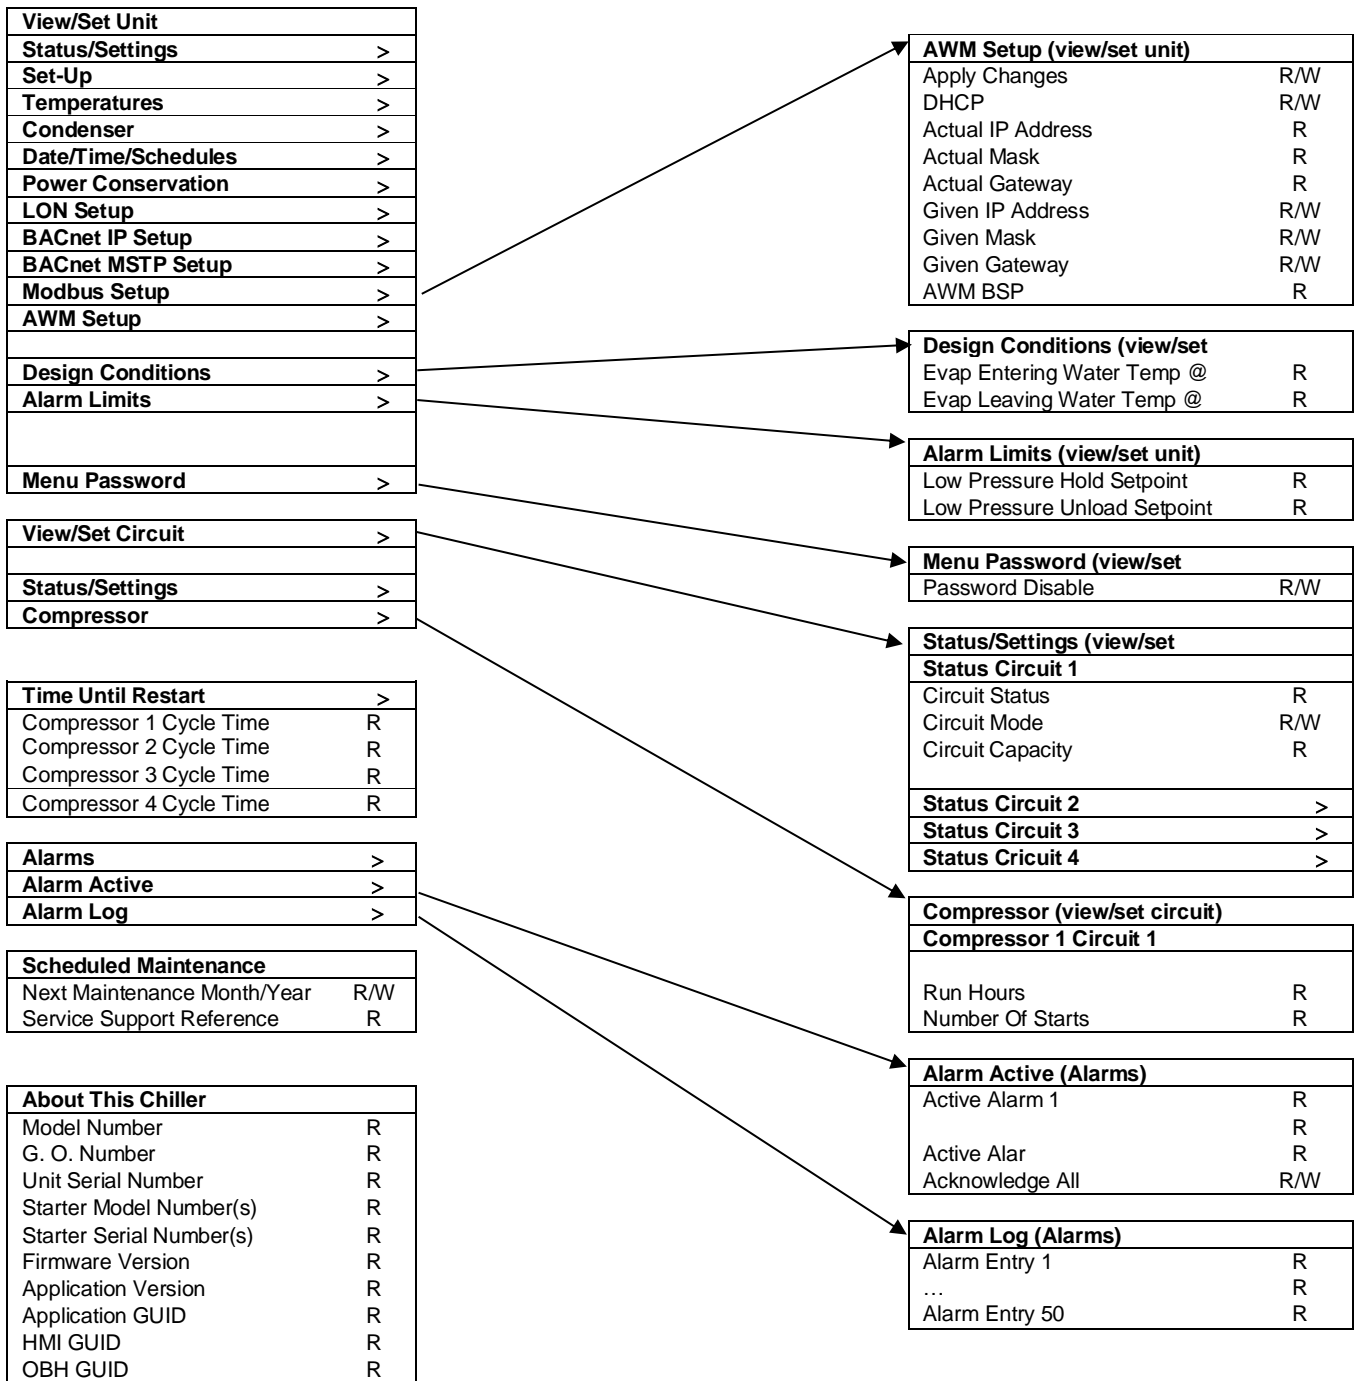 View/Set Unit
Status/Settings >
Set-Up >
Temperatures >
Condenser >
Date/Time/Schedules >
Power Conservation >
LON Setup >
BACnet IP Setup >
BACnet MSTP Setup >
Modbus Setup >
AWM Setup >
Design Conditions >
Alarm Limits >
Menu Password >
View/Set Circuit >
Status/Settings >
Compressor >
Time Until Restart >
Compressor 1 Cycle Time R
Compressor 2 Cycle Time R
Compressor 3 Cycle Time R
Compressor 4 Cycle Time R
Alarms >
Alarm Active >
Alarm Log >
Scheduled Maintenance
Next Maintenance Month/Year R/W
Service Support Reference R
About This Chiller
Model Number R
G. O. Number R
Unit Serial Number R
Starter Model Number(s) R
Starter Serial Number(s) R
Firmware Version R
Application Version R
Application GUID R
HMI GUID R
OBH GUID R
AWM Setup (view/set unit)
Apply Changes R/W
DHCP R/W
Actual IP Address R
Actual Mask R
Actual Gateway R
Given IP Address R/W
Given Mask R/W
Given Gateway R/W
AWM BSP R
Design Conditions (view/set
Evap Entering Water Temp @ R
Evap Leaving Water Temp @ R
Alarm Limits (view/set unit)
Low Pressure Hold Setpoint R
Low Pressure Unload Setpoint R
Menu Password (view/set
Password Disable R/W
Status/Settings (view/set
Status Circuit 1
Circuit Status R
Circuit Mode R/W
Circuit Capacity R
Status Circuit 2 >
Status Circuit 3 >
Status Cricuit 4 >
Compressor (view/set circuit)
Compressor 1 Circuit 1
Run Hours R
Number Of Starts R
Alarm Active (Alarms)
Active Alarm 1 R
R
Active Alar R
Acknowledge All R/W
Alarm Log (Alarms)
Alarm Entry 1 R
… R
Alarm Entry 50 R